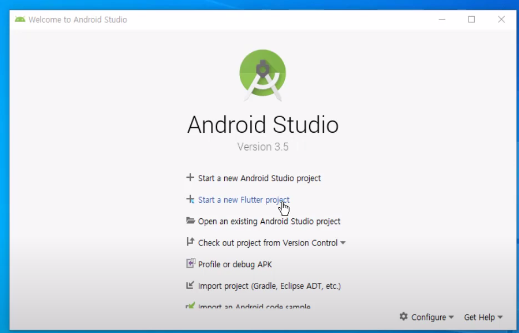 Welcome to Android Studio
Android Studio
Version 3.5
Start a new Android Studio project
Start a new Flutter project
Open an existing Android Studio project
Check out project from Version Control
Profile or debug APK
Import project (Gradle, Eclipse ADT, etc.)
Import an Android code sample
Configure
Get Help